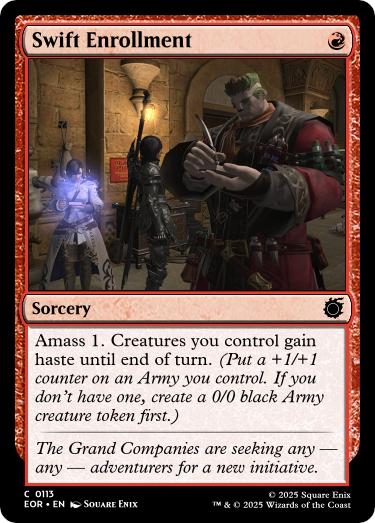 Swift Enrollment
Sorcery
Amass 1. Creatures you control gain
haste until end of turn. (Put a +1/+1
counter on an Army you control. If you
don't have one, create a 0/0 black Army
creature token first.)
The Grand Companies are seeking any —
any — adventurers for a new initiative.
C 0113
EOR • EN SQUARE ENIX
© 2025 Square Enix
™ & © 2025 Wizards of the Coast